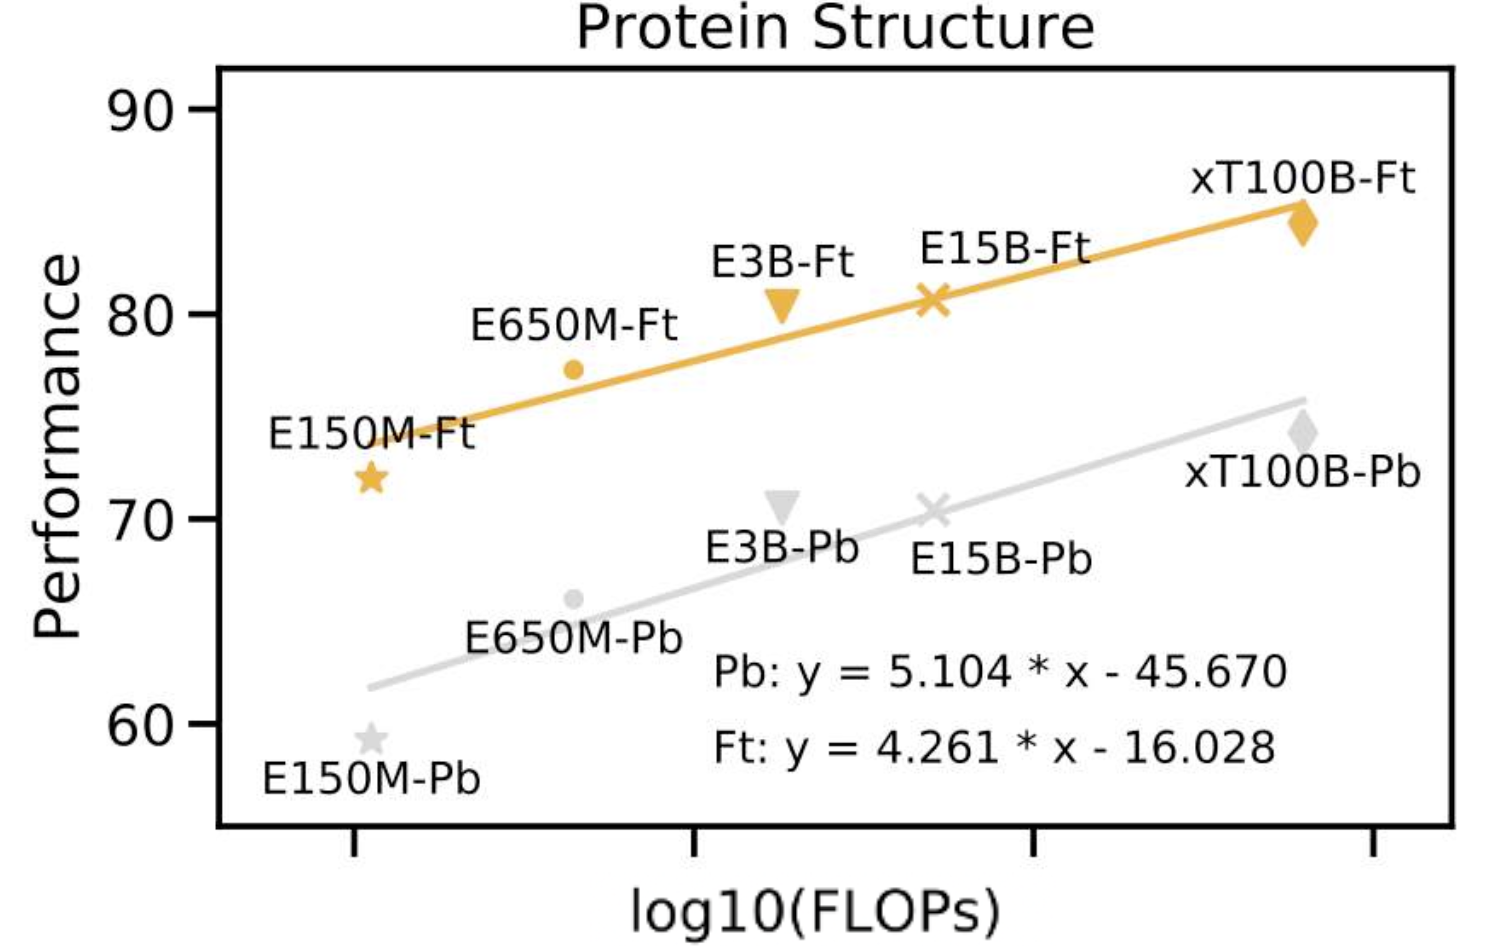 Protein Structure
90
80
70
60
Performance
xT100B-Ft
E15B-Ft
E3B-Ft
E650M-Ft
E150M-Ft
xT100B-Pb
E3B-Pb
E15B-Pb
E650M-Pb
E150M-Pb
Pb: y = 5.104 * x - 45.670
Ft: y = 4.261 * x - 16.028
log10(FLOPs)